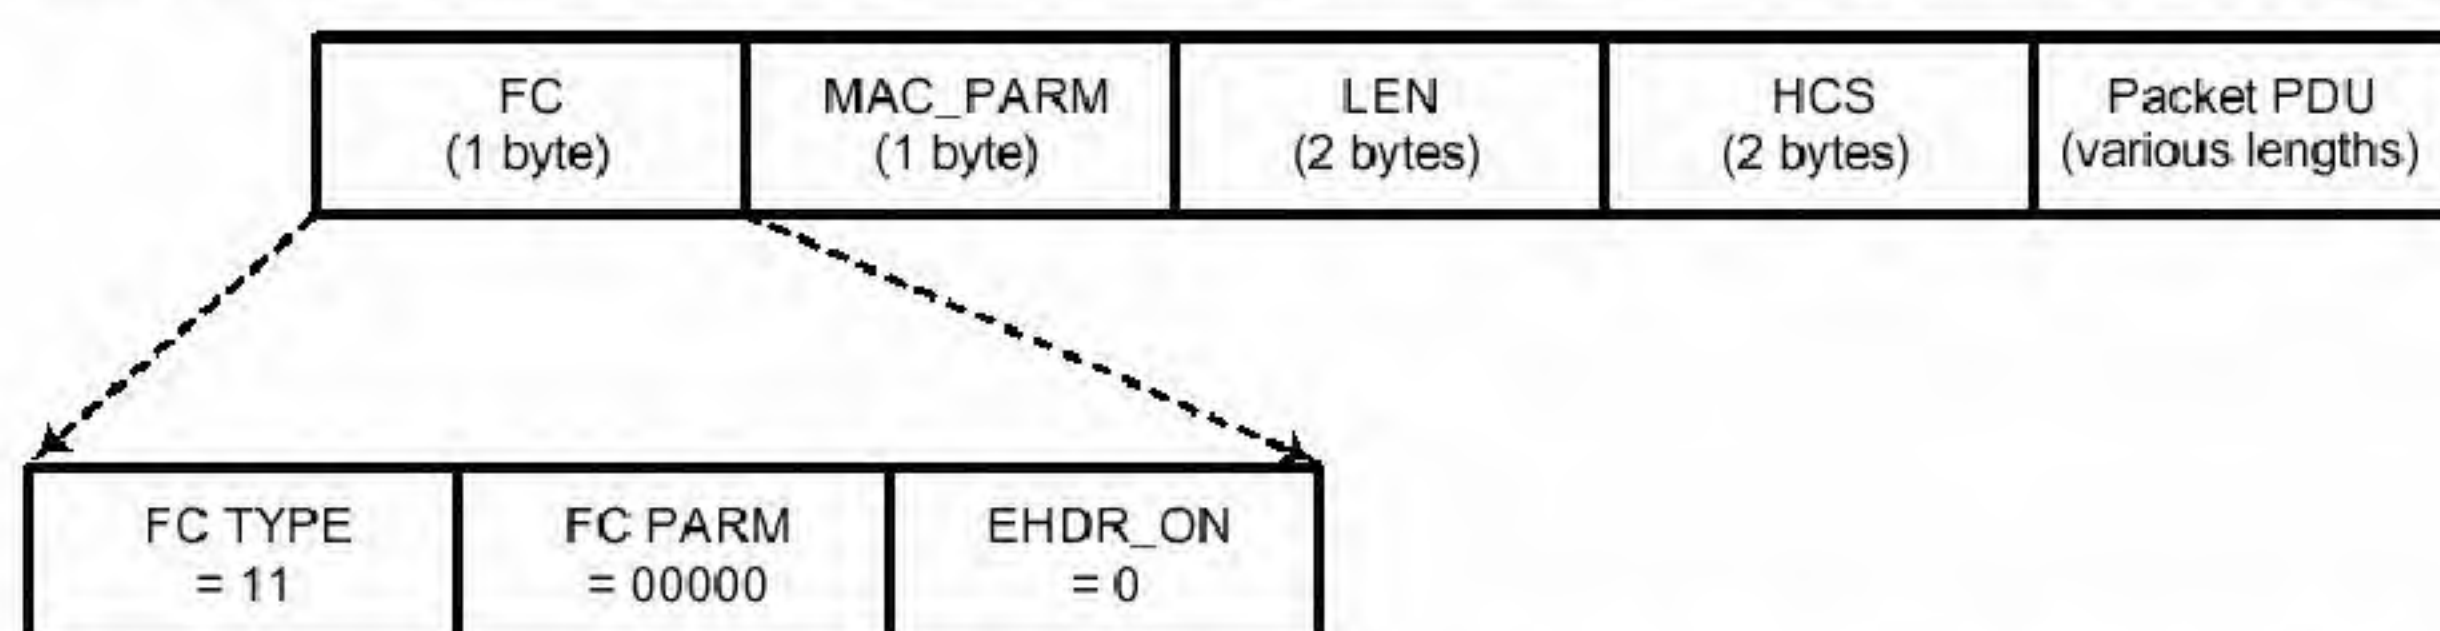 FC
(1 byte)
MAC_PARM
(1 byte)
LEN
(2 bytes)
HCS
(2 bytes)
Packet PDU
(various lengths)
FC TYPE
= 11
FC PARM
= 00000
EHDR_ON
= 0